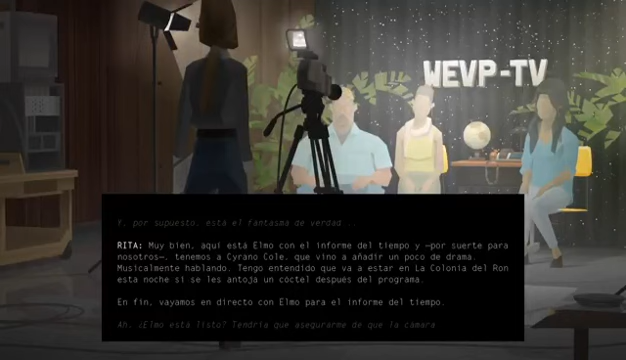 WEVP-TV
Y, por supuesto, está el fantasma de verdad...
RITA: Muy bien, aquí está Elmo con el informe del tiempo y —por suerte para
nosotros—, tenemos a Cyrano Cole, que vino a añadir un poco de drama.
Musicalmente hablando. Tengo entendido que va a estar en La Colonia del Ron
esta noche si se les antoja un cóctel después del programa.
En fin, vayamos en directo con Elmo para el informe del tiempo.
Ah, ¿Elmo está listo? Tendría que asegurarme de que la cámara